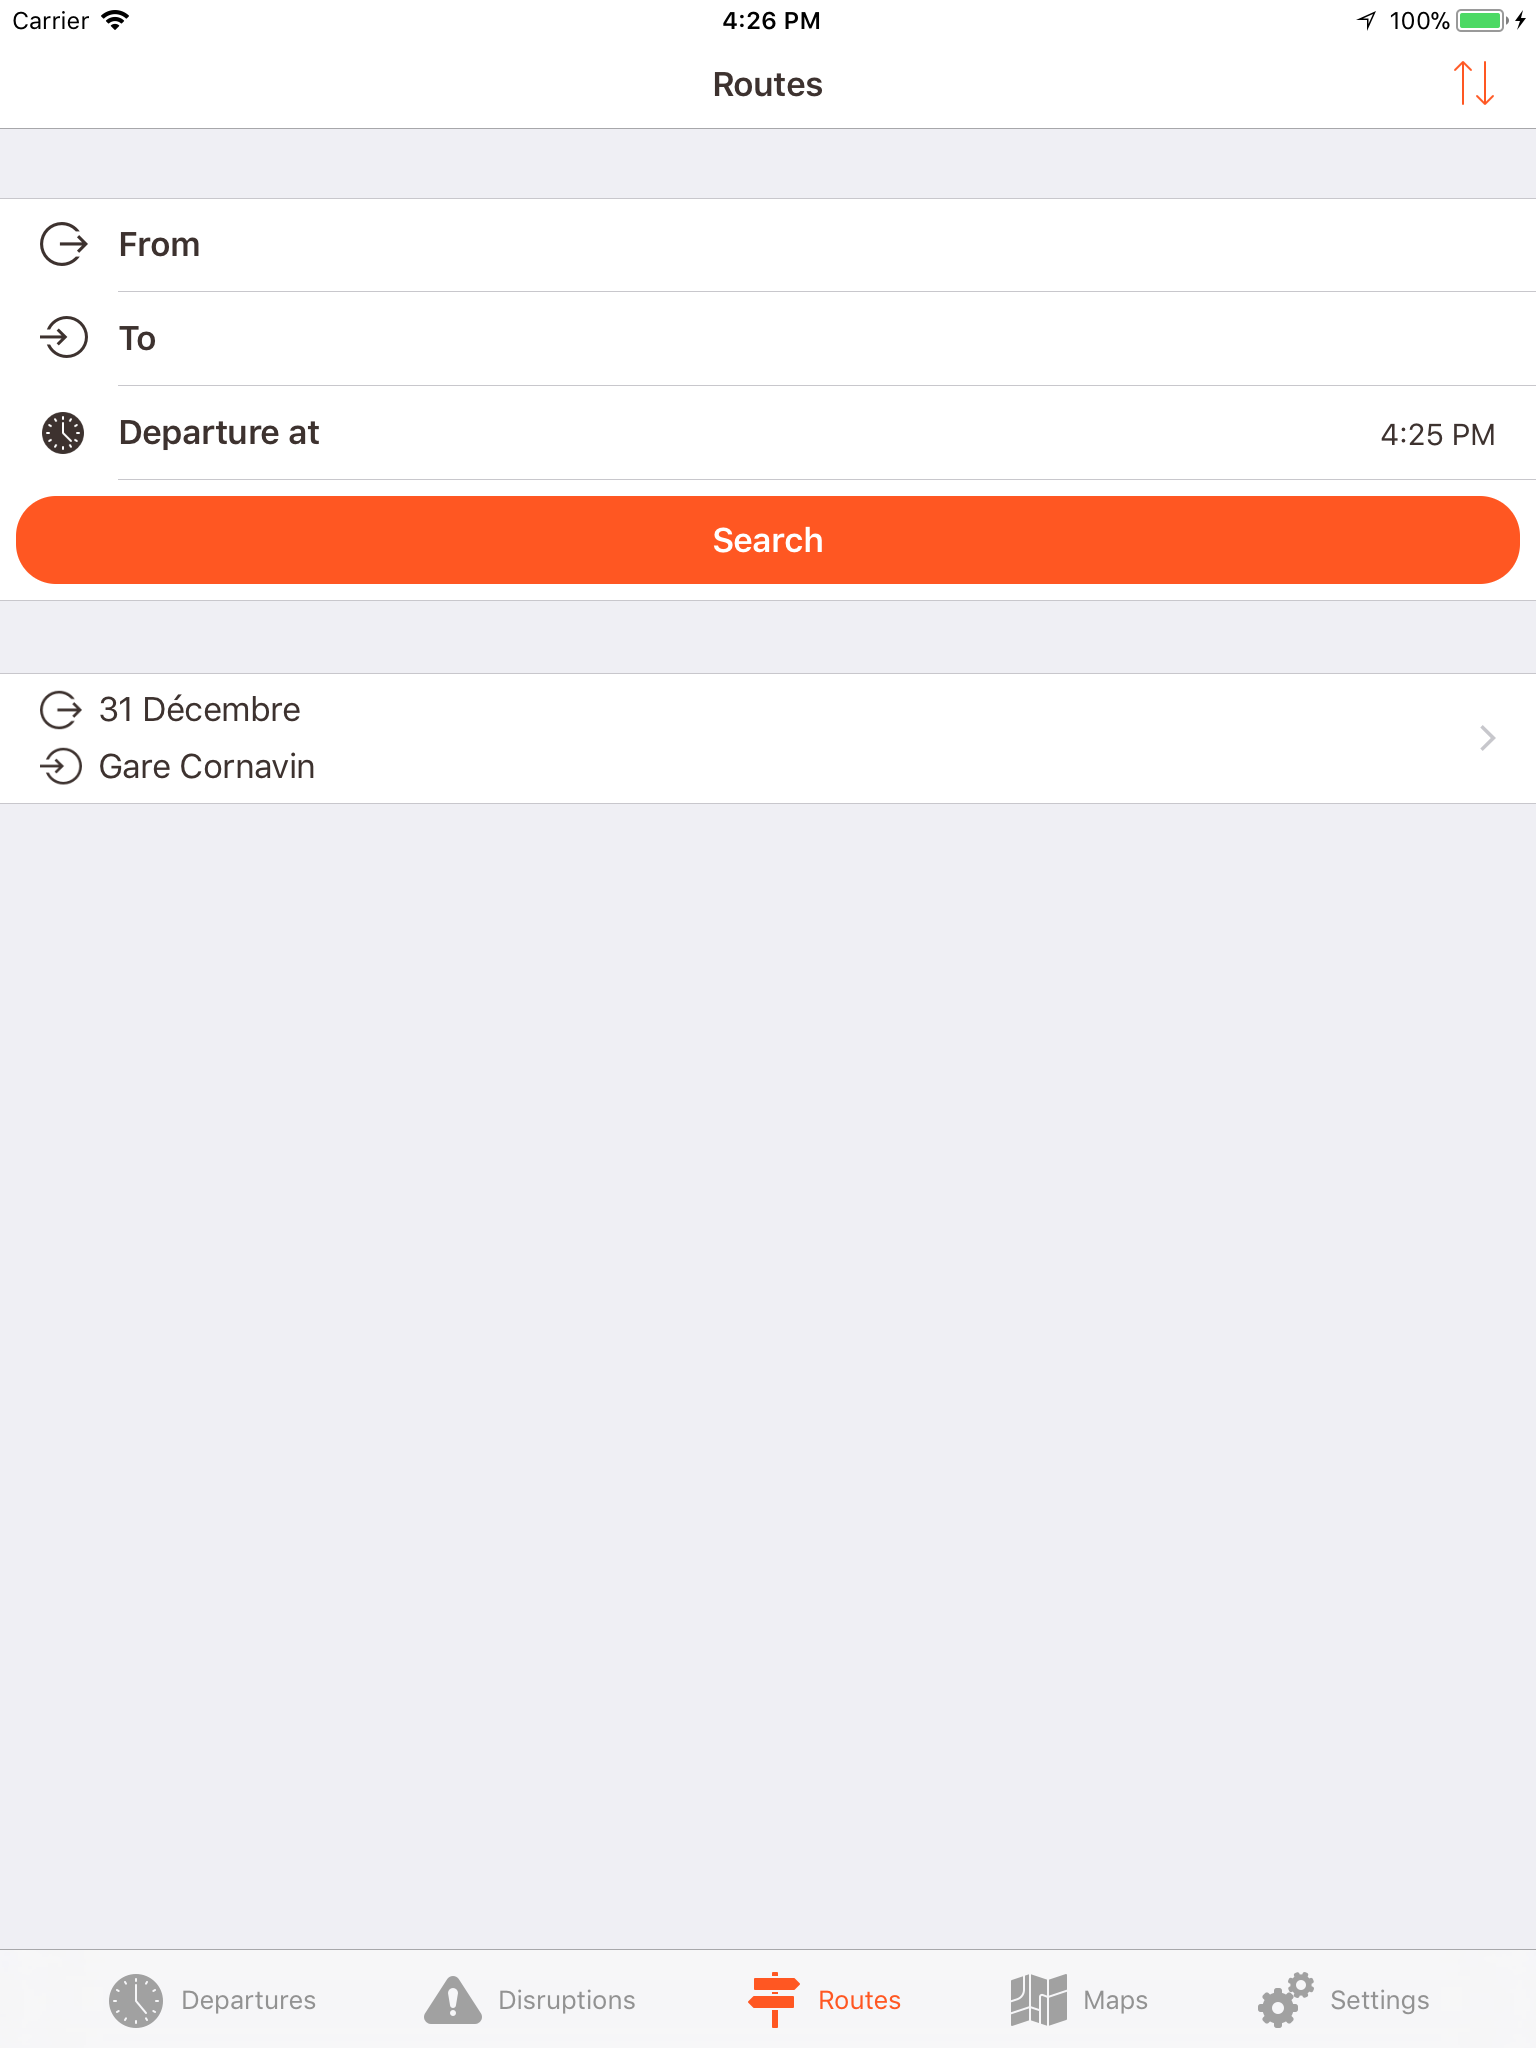 Carrier 4:26 PM 100%
Routes
From
To
Departure at 4:25 PM
Search
31 Décembre
Gare Cornavin
Departures Disruptions Routes Maps Settings